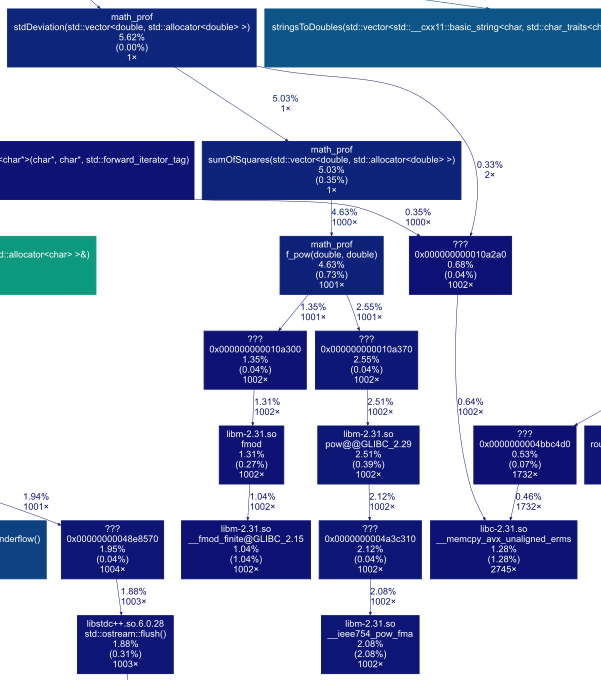 math_prof
stdDeviation(std::vector<double, std::allocator<double> >)
5.62%
(0.00%)
1×
stringsToDoubles(std::vector<std::__cxx11::basic_string<char, std::char_traits<ch
5.03%
1×
<char*>(char*, char*, std::forward_iterator_tag)
math_prof
sumOfSquares(std::vector<double, std::allocator<double> >)
5.03%
(0.35%)
1×
0.33%
2×
4.63%
1000×
0.35%
1000×
d::allocator<char> >&)
math_prof
f_pow(double, double)
4.63%
(0.73%)
1001×
???
0x000000000010a2a0
0.68%
(0.04%)
1002×
1.35%
1001×
2.55%
1001×
???
0x000000000010a300
1.35%
(0.04%)
1002×
???
0x000000000010a370
2.55%
(0.04%)
1002×
1.31%
1002×
2.51%
1002×
0.64%
1002×
libm-2.31.so
fmod
1.31%
(0.27%)
1002×
libm-2.31.so
pow@@GLIBC_2.29
2.51%
(0.39%)
1002×
???
0x0000000004bbc4d0
0.53%
(0.07%)
1732×
rou
1.94%
1001×
1.04%
1002×
2.12%
1002×
0.46%
1732×
nderflow()
???
0x00000000048e8570
1.95%
(0.04%)
1004×
libm-2.31.so
__fmod_finite@GLIBC_2.15
1.04%
(1.04%)
1002×
???
0x0000000004a3c310
2.12%
(0.04%)
1002×
libc-2.31.so
__memcpy_avx_unaligned_erms
1.28%
(1.28%)
2745×
1.88%
1003×
2.08%
1002×
libstdc++.so.6.0.28
std::ostream::flush()
1.88%
(0.31%)
1003×
libm-2.31.so
__ieee754_pow_fma
2.08%
(2.08%)
1002×